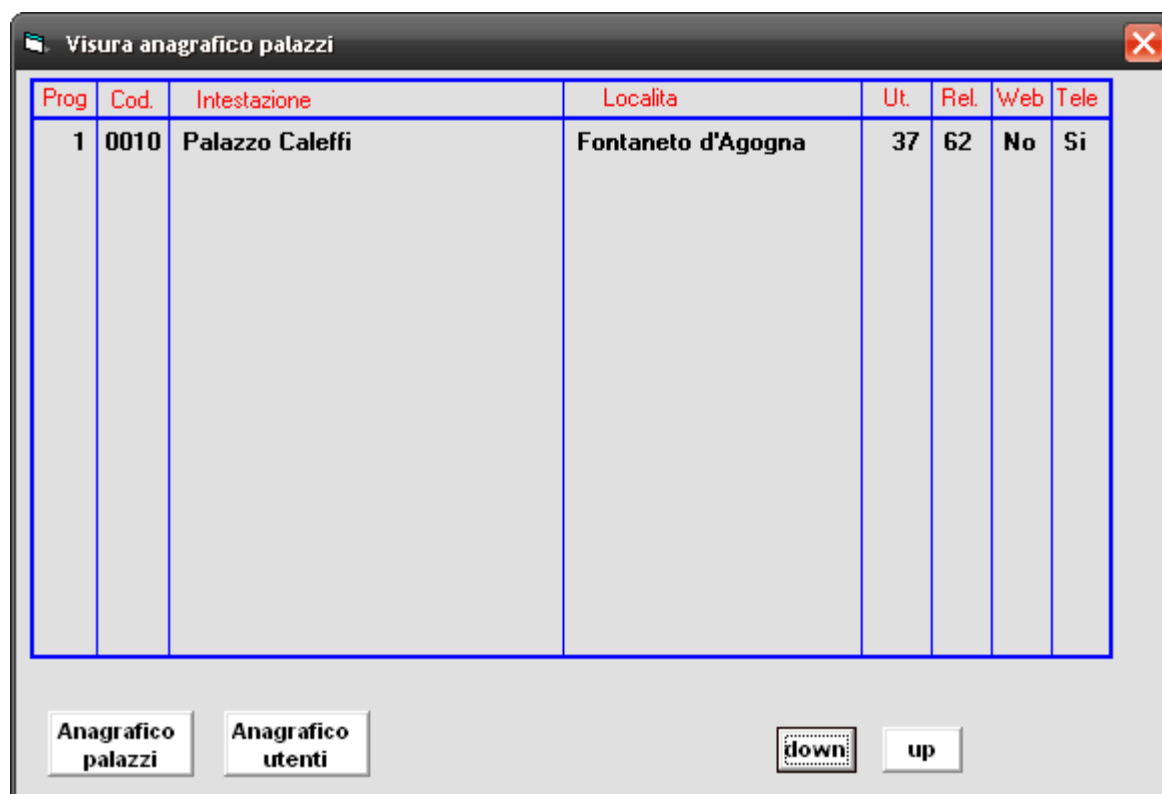 Visura anagrafico palazzi
Prog Cod. Intestazione Localita Ut. Rel. Web Tele
1 0010 Palazzo Caleffi Fontaneto d'Agogna 37 62 No Si
Anagrafico palazzi Anagrafico utenti down up